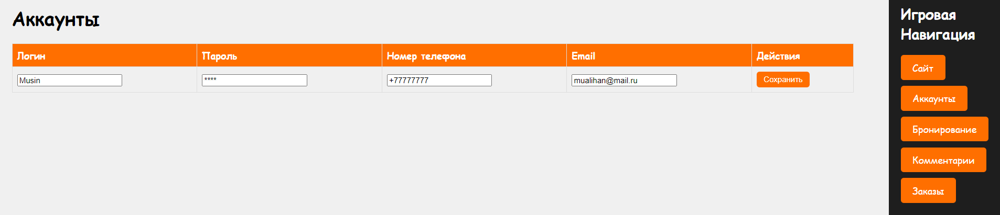 Аккаунты
Логин Пароль Номер телефона Email Действия
Musin **** +77777777 mualihan@mail.ru Сохранить
Игровая
Навигация
Сайт
Аккаунты
Бронирование
Комментарии
Заказы